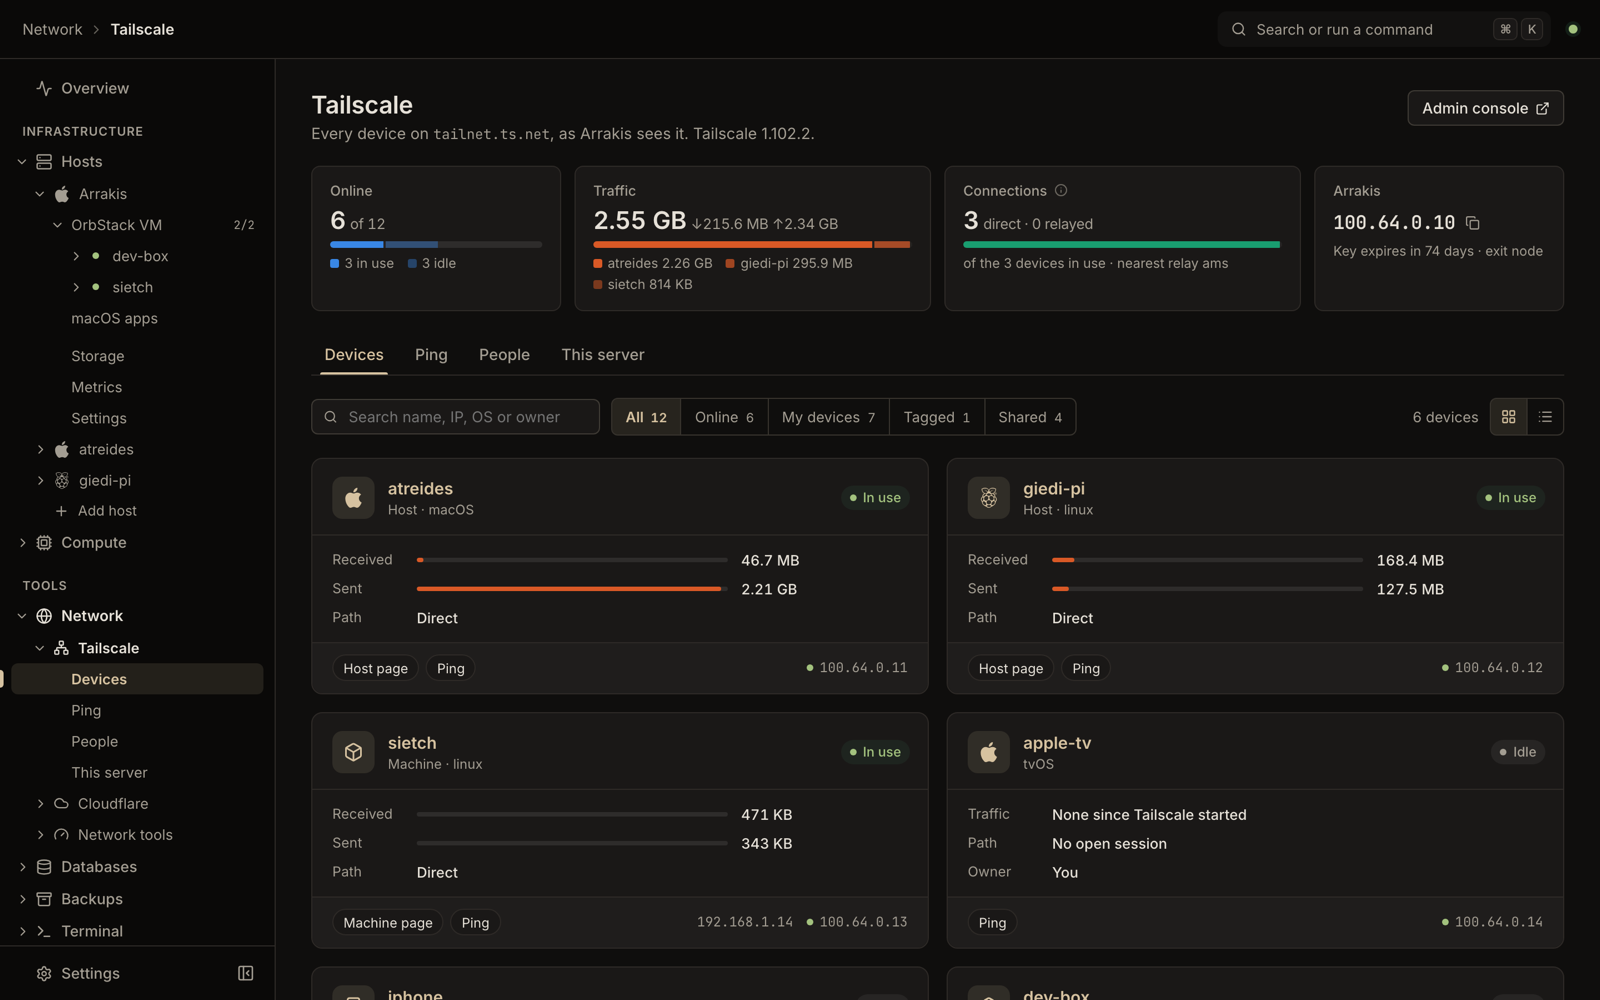 Network > Tailscale
Search or run a command ⌘ K
Overview
INFRASTRUCTURE
Hosts
Arrakis
OrbStack VM 2/2
dev-box
sietch
macOS apps
Storage
Metrics
Settings
atreides
giedi-pi
+ Add host
Compute
TOOLS
Network
Tailscale
Devices
Ping
People
This server
Cloudflare
Network tools
Databases
Backups
Terminal
Settings
Tailscale
Every device on tailnet.ts.net, as Arrakis sees it. Tailscale 1.102.2.
Admin console
Online
6 of 12
3 in use 3 idle
Traffic
2.55 GB ↓215.6 MB ↑2.34 GB
atreides 2.26 GB giedi-pi 295.9 MB
sietch 814 KB
Connections
3 direct · 0 relayed
of the 3 devices in use · nearest relay ams
Arrakis
100.64.0.10
Key expires in 74 days · exit node
Devices Ping People This server
Search name, IP, OS or owner
All 12 Online 6 My devices 7 Tagged 1 Shared 4
6 devices
atreides
Host · macOS
In use
Received 46.7 MB
Sent 2.21 GB
Path Direct
Host page Ping 100.64.0.11
giedi-pi
Host · linux
In use
Received 168.4 MB
Sent 127.5 MB
Path Direct
Host page Ping 100.64.0.12
sietch
Machine · linux
In use
Received 471 KB
Sent 343 KB
Path Direct
Machine page Ping 192.168.1.14 100.64.0.13
apple-tv
tvOS
Idle
Traffic None since Tailscale started
Path No open session
Owner You
Ping 100.64.0.14
iphone
dev-box